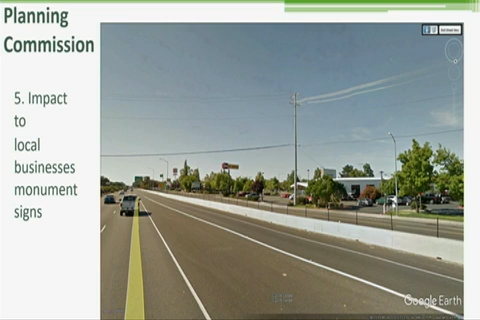 Planning
Commission
5. Impact
to
local
businesses
monument
signs
Google Earth